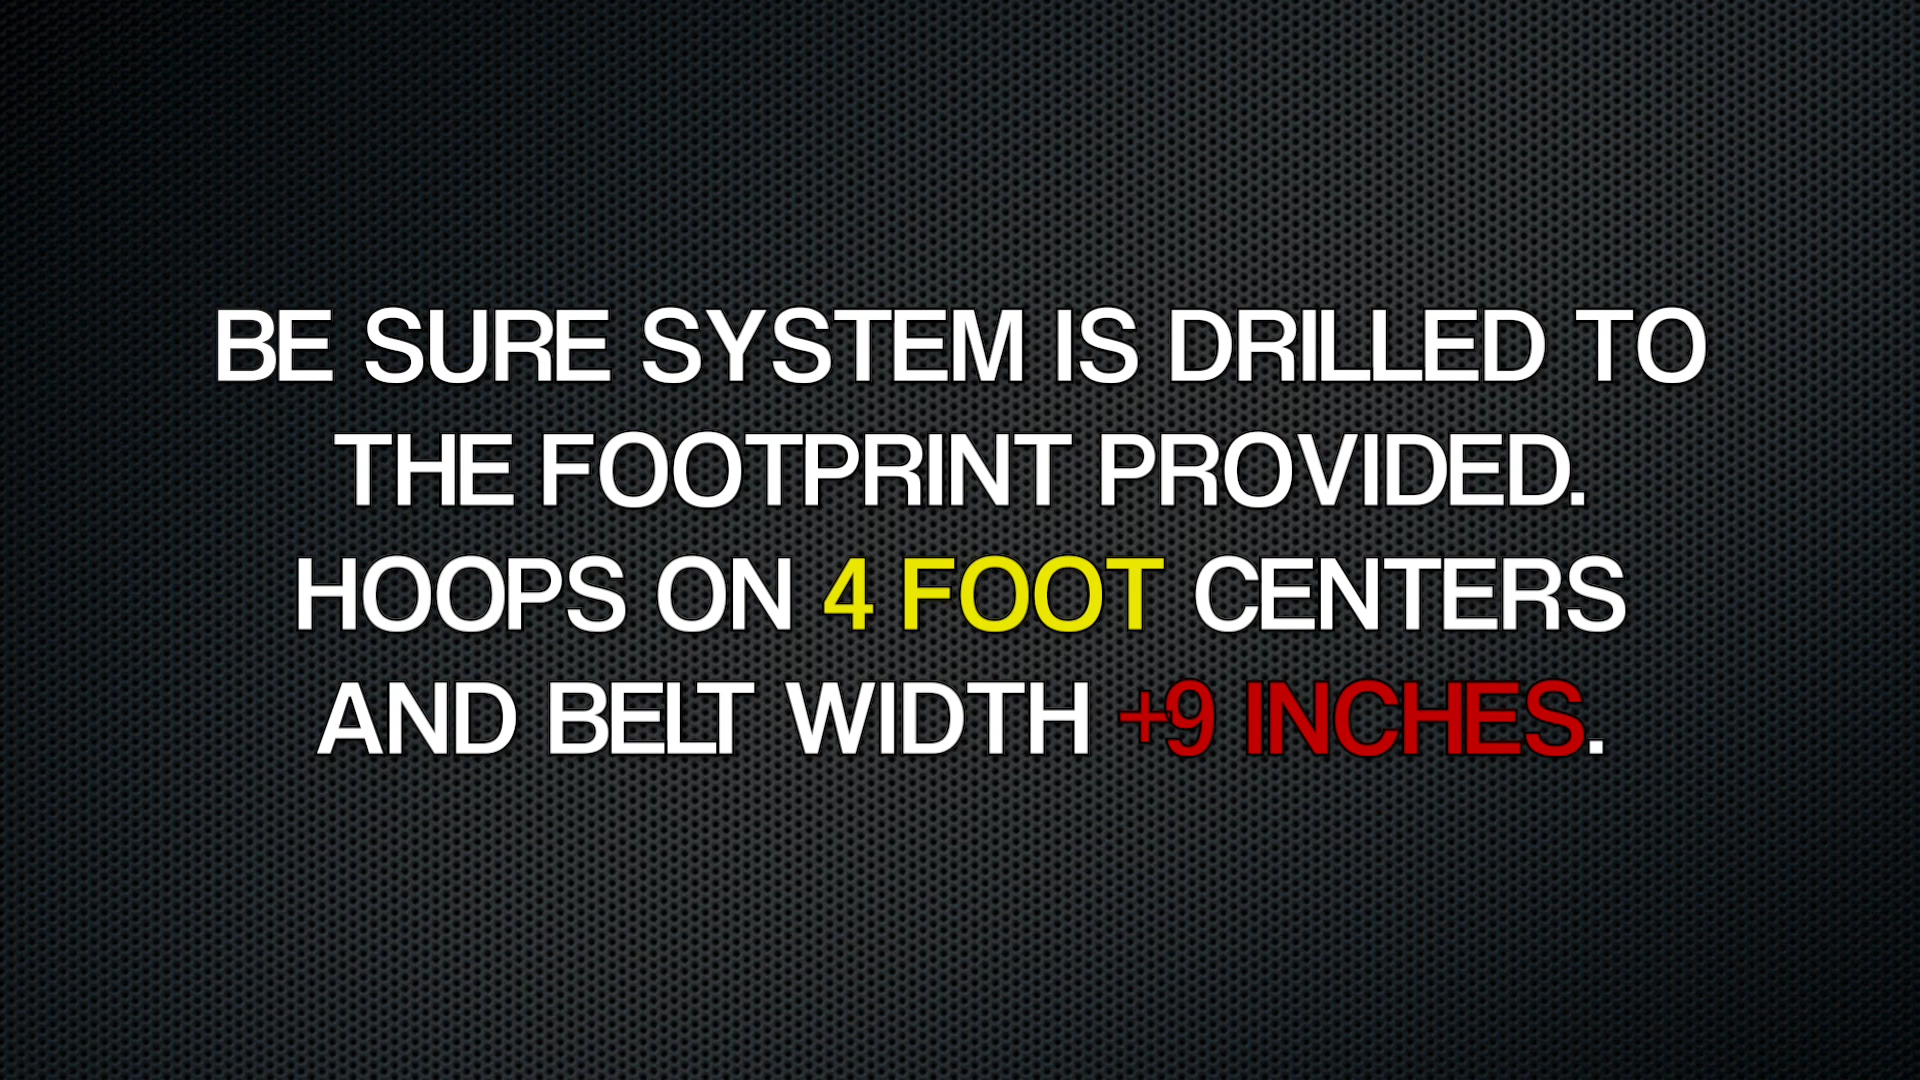 BE SURE SYSTEM IS DRILLED TO
THE FOOTPRINT PROVIDED.
HOOPS ON 4 FOOT CENTERS
AND BELT WIDTH +9 INCHES.